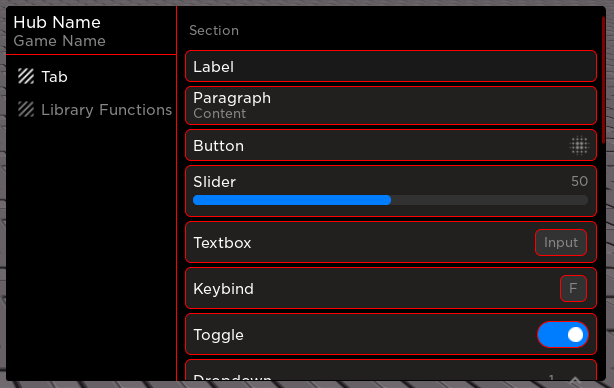 Hub Name
Game Name
Tab
Library Functions
Section
Label
Paragraph
Content
Button
Slider 50
Textbox Input
Keybind F
Toggle
Dropdown 1